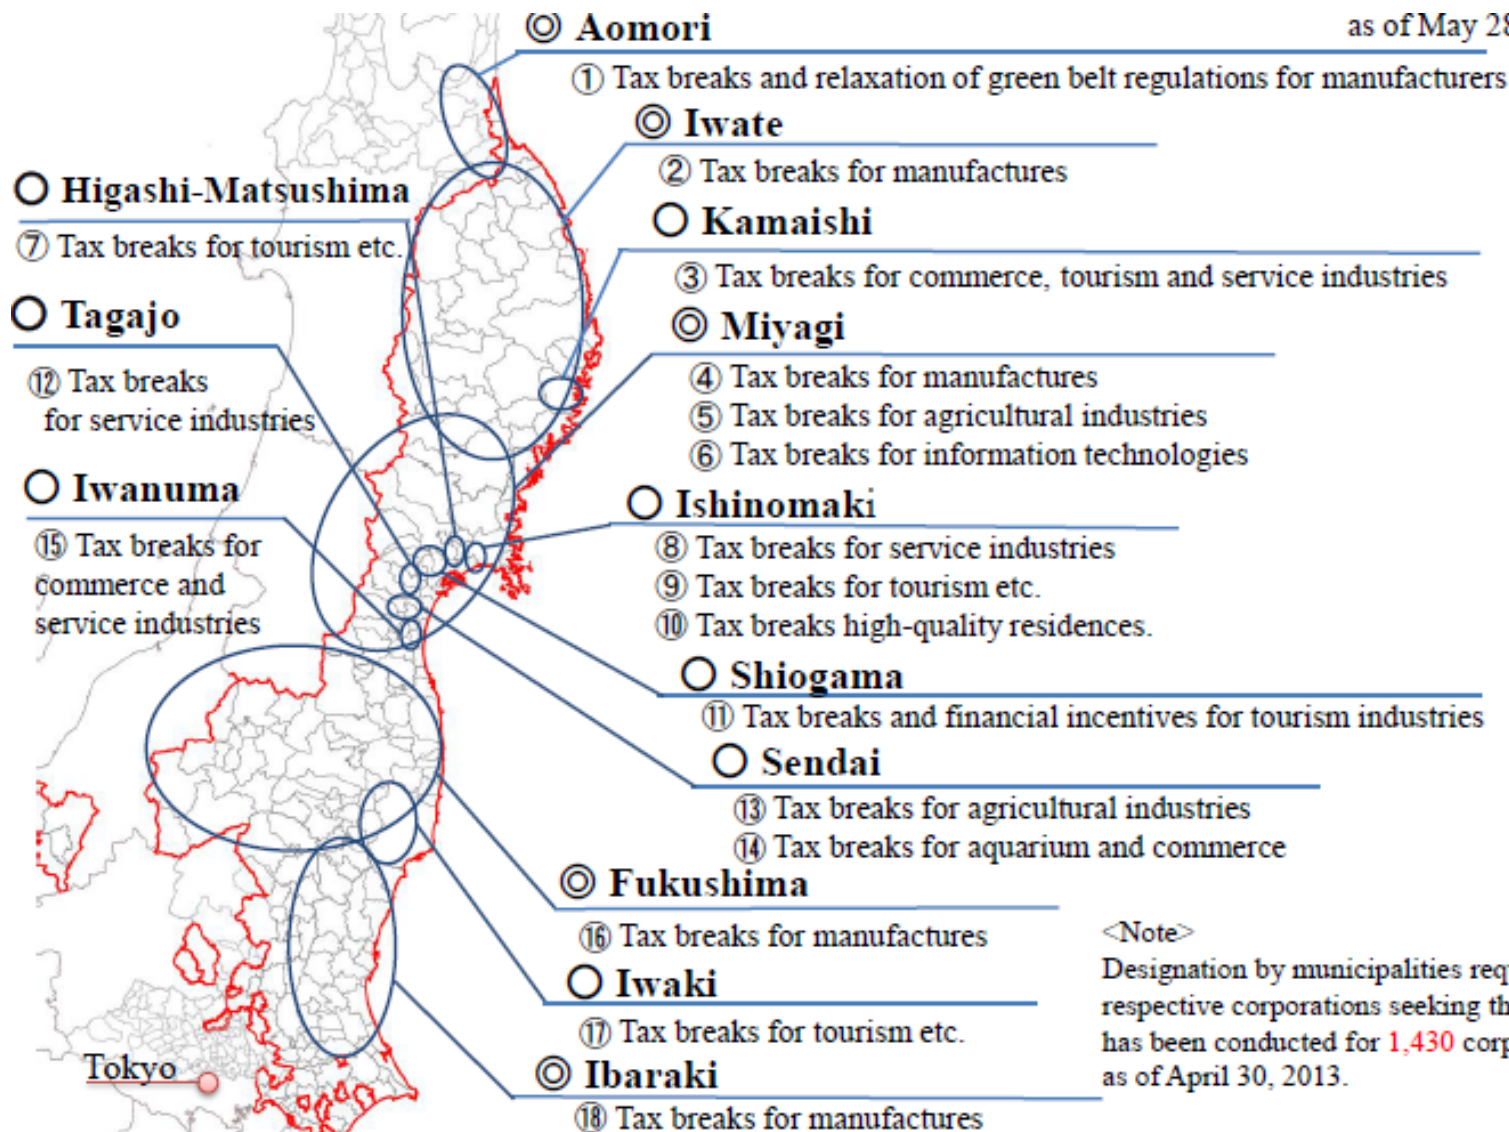 ◎ Aomori
as of May 28
① Tax breaks and relaxation of green belt regulations for manufacturers
◎ Iwate
② Tax breaks for manufactures
○ Kamaishi
③ Tax breaks for commerce, tourism and service industries
◎ Miyagi
④ Tax breaks for manufactures
⑤ Tax breaks for agricultural industries
⑥ Tax breaks for information technologies
○ Ishinomaki
⑧ Tax breaks for service industries
⑨ Tax breaks for tourism etc.
⑩ Tax breaks high-quality residences.
○ Shiogama
⑪ Tax breaks and financial incentives for tourism industries
○ Sendai
⑬ Tax breaks for agricultural industries
⑭ Tax breaks for aquarium and commerce
◎ Fukushima
⑯ Tax breaks for manufactures
○ Iwaki
⑰ Tax breaks for tourism etc.
◎ Ibaraki
⑱ Tax breaks for manufactures
○ Higashi-Matsushima
⑦ Tax breaks for tourism etc.
○ Tagajo
⑫ Tax breaks
for service industries
○ Iwanuma
⑮ Tax breaks for
commerce and
service industries
Tokyo
<Note>
Designation by municipalities req
respective corporations seeking th
has been conducted for 1,430 corp
as of April 30, 2013.